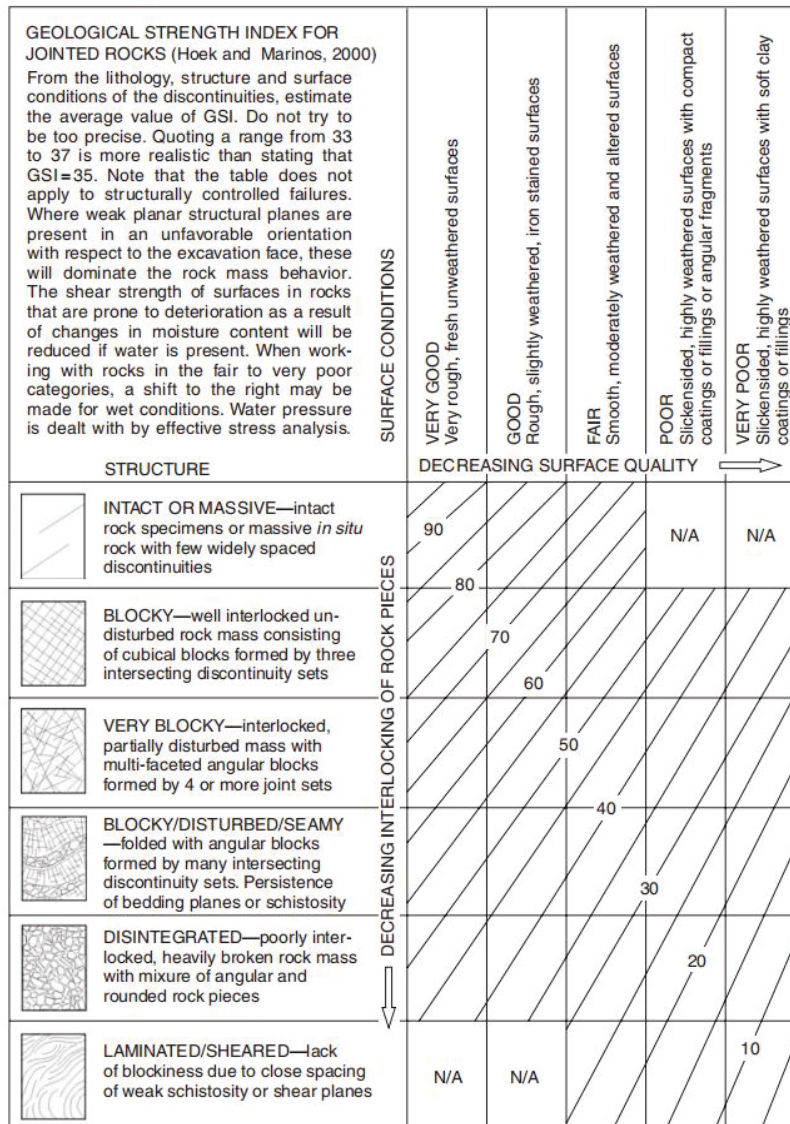 GEOLOGICAL STRENGTH INDEX FOR
JOINTED ROCKS (Hoek and Marinos, 2000)
From the lithology, structure and surface
conditions of the discontinuities, estimate
the average value of GSI. Do not try to
be too precise. Quoting a range from 33
to 37 is more realistic than stating that
GSI=35. Note that the table does not
apply to structurally controlled failures.
Where weak planar structural planes are
present in an unfavorable orientation
with respect to the excavation face, these
will dominate the rock mass behavior.
The shear strength of surfaces in rocks
that are prone to deterioration as a result
of changes in moisture content will be
reduced if water is present. When work-
ing with rocks in the fair to very poor
categories, a shift to the right may be
made for wet conditions. Water pressure
is dealt with by effective stress analysis.
SURFACE CONDITIONS
VERY GOOD
Very rough, fresh unweathered surfaces
GOOD
Rough, slightly weathered, iron stained surfaces
FAIR
Smooth, moderately weathered and altered surfaces
POOR
Slickensided, highly weathered surfaces with compact
coatings or fillings or angular fragments
VERY POOR
Slickensided, highly weathered surfaces with soft clay
coatings or fillings
STRUCTURE
DECREASING SURFACE QUALITY
DECREASING INTERLOCKING OF ROCK PIECES
INTACT OR MASSIVE—intact
rock specimens or massive in situ
rock with few widely spaced
discontinuities
90
N/A
N/A
80
BLOCKY—well interlocked un-
disturbed rock mass consisting
of cubical blocks formed by three
intersecting discontinuity sets
70
60
VERY BLOCKY—interlocked,
partially disturbed mass with
multi-faceted angular blocks
formed by 4 or more joint sets
50
40
BLOCKY/DISTURBED/SEAMY
—folded with angular blocks
formed by many intersecting
discontinuity sets. Persistence
of bedding planes or schistosity
30
DISINTEGRATED—poorly inter-
locked, heavily broken rock mass
with mixture of angular and
rounded rock pieces
20
LAMINATED/SHEARED—lack
of blockiness due to close spacing
of weak schistosity or shear planes
N/A
N/A
10